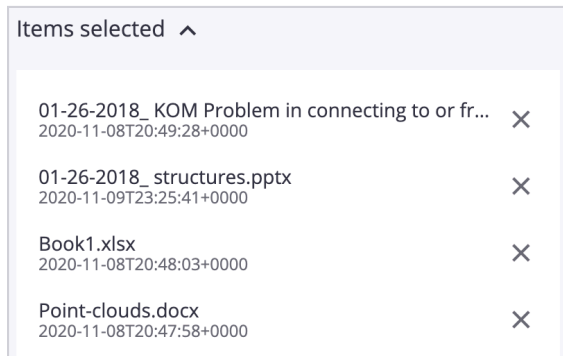 Items selected
01-26-2018_ KOM Problem in connecting to or fr...
2020-11-08T20:49:28+0000
01-26-2018_ structures.pptx
2020-11-09T23:25:41+0000
Book1.xlsx
2020-11-08T20:48:03+0000
Point-clouds.docx
2020-11-08T20:47:58+0000